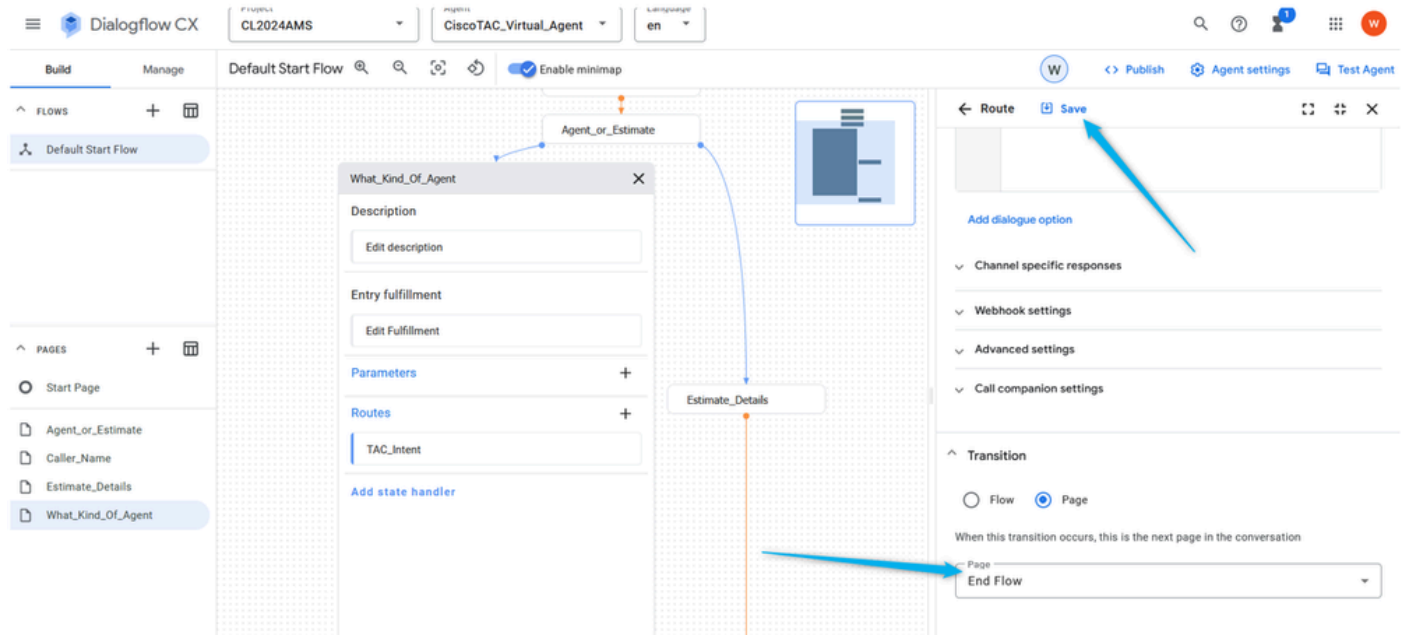 Project
Agent
Language
Dialogflow CX
CL2024AMS
CiscoTAC_Virtual_Agent
en
1
W
Build
Manage
Default Start Flow
Enable minimap
W
Publish
Agent settings
Test Agent
FLOWS
Default Start Flow
PAGES
Start Page
Agent_or_Estimate
Caller_Name
Estimate_Details
What_Kind_Of_Agent
Agent_or_Estimate
What_Kind_Of_Agent
Description
Edit description
Entry fulfillment
Edit Fulfillment
Parameters
Routes
TAC_Intent
Add state handler
Estimate_Details
Route
Save
Add dialogue option
Channel specific responses
Webhook settings
Advanced settings
Call companion settings
Transition
Flow
Page
When this transition occurs, this is the next page in the conversation
Page
End Flow